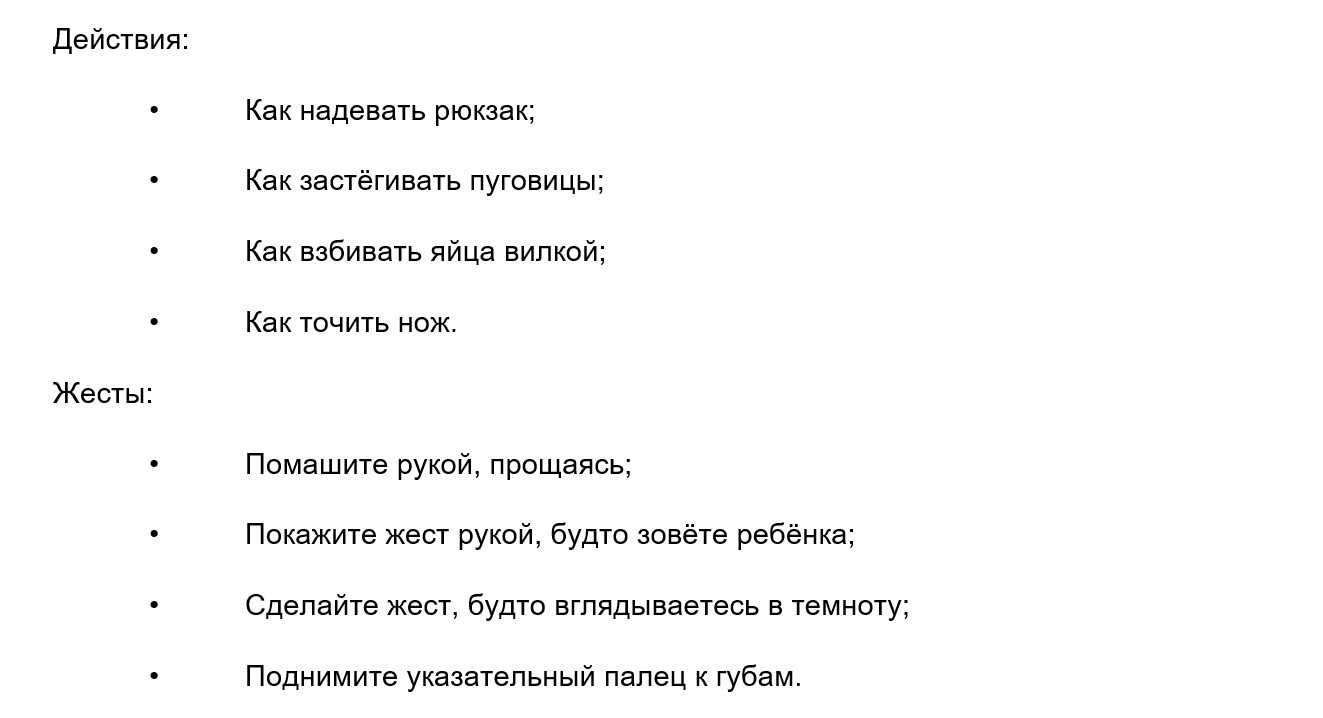 Действия:
• Как надевать рюкзак;
• Как застёгивать пуговицы;
• Как взбивать яйца вилкой;
• Как точить нож.
Жесты:
• Помашите рукой, прощаясь;
• Покажите жест рукой, будто зовёте ребёнка;
• Сделайте жест, будто вглядываетесь в темноту;
• Поднимите указательный палец к губам.